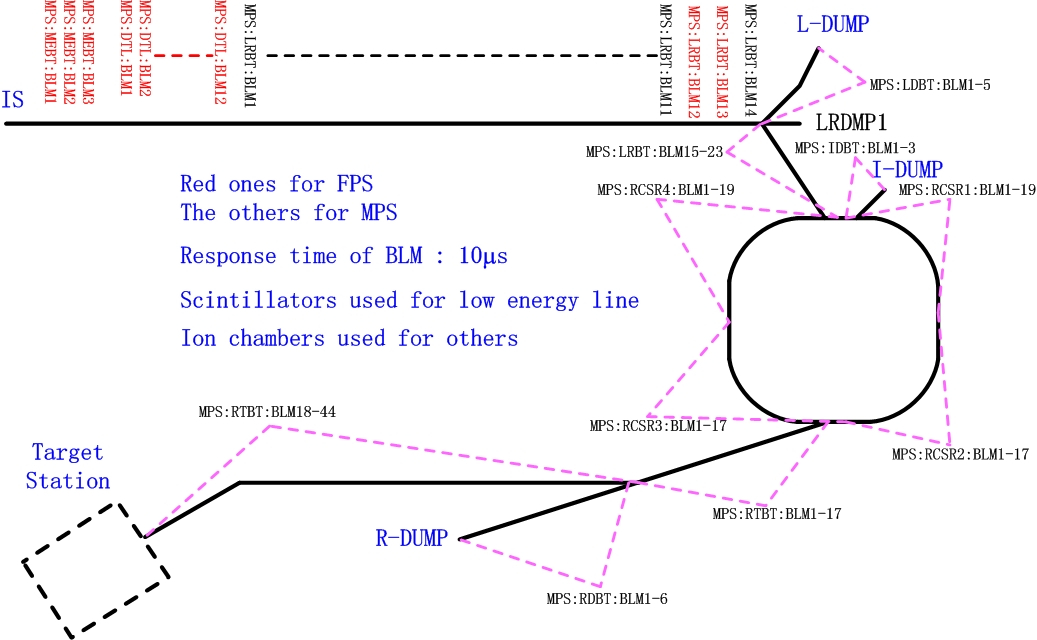 MPS:MEBT:BLM1
MPS:MEBT:BLM2
MPS:MEBT:BLM3
MPS:DTL:BLM1
MPS:DTL:BLM2
MPS:DTL:BLM12
MPS:LRBT:BLM1
MPS:LRBT:BLM11
MPS:LRBT:BLM12
MPS:LRBT:BLM13
MPS:LRBT:BLM14
L-DUMP
MPS:LDBT:BLM1-5
IS
LRDMP1
MPS:LRBT:BLM15-23
MPS:IDBT:BLM1-3
I-DUMP
MPS:RCSR4:BLM1-19
MPS:RCSR1:BLM1-19
Red ones for FPS
The others for MPS
Response time of BLM : 10μs
Scintillators used for low energy line
Ion chambers used for others
MPS:RTBT:BLM18-44
MPS:RCSR3:BLM1-17
MPS:RCSR2:BLM1-17
Target
Station
MPS:RTBT:BLM1-17
R-DUMP
MPS:RDBT:BLM1-6